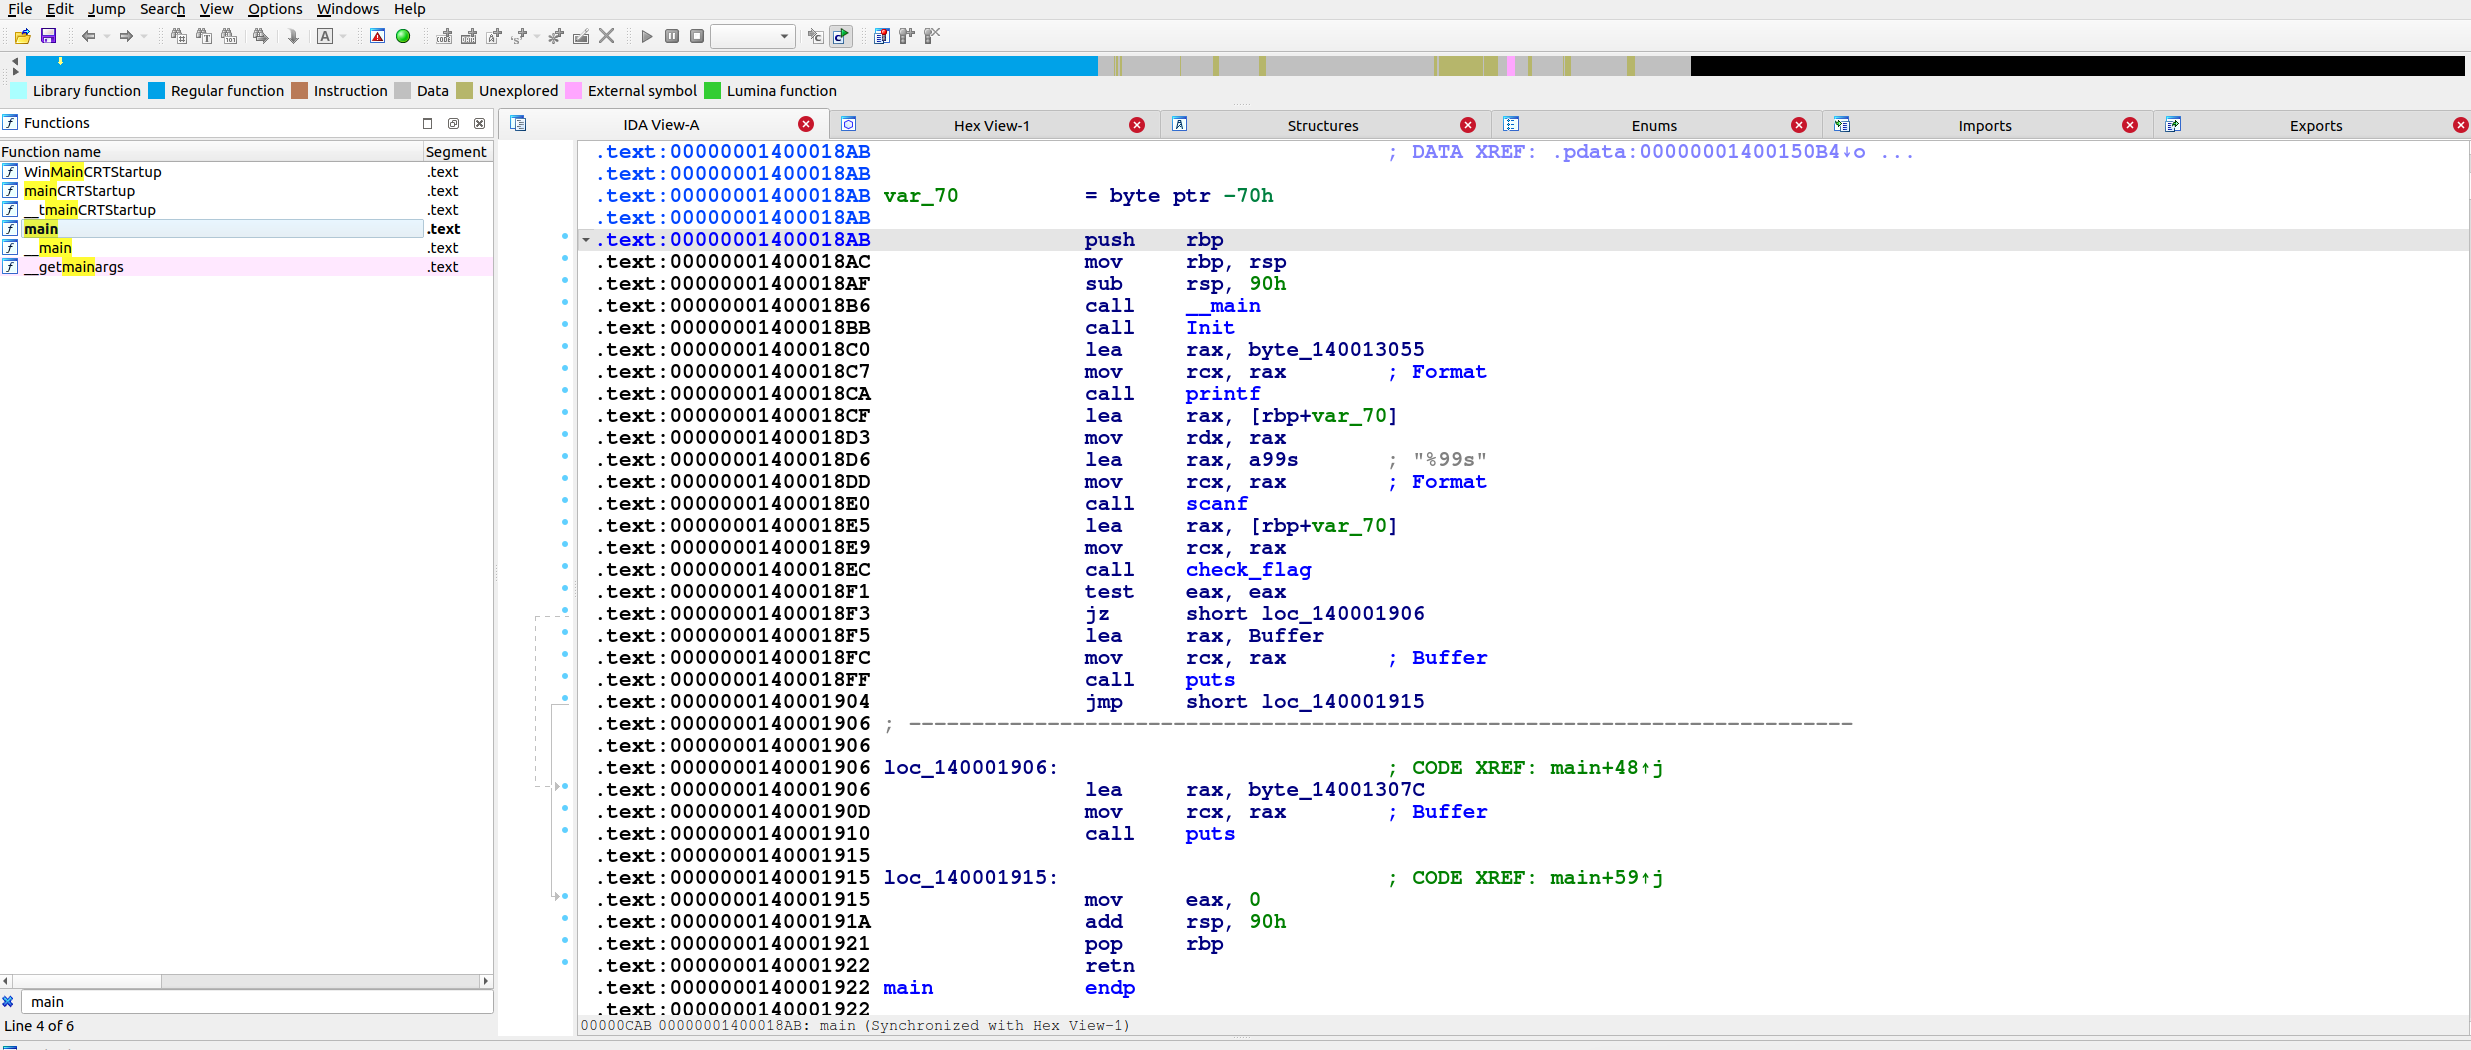 File Edit Jump Search View Options Windows Help
Library function Regular function Instruction Data Unexplored External symbol Lumina function
Functions
IDA View-A Hex View-1 Structures Enums Imports Exports
Function name Segment
WinMainCRTStartup .text
mainCRTStartup .text
__tmainCRTStartup .text
main .text
__main .text
__getmainargs .text
main
Line 4 of 6
.text:00000001400018AB ; DATA XREF: .pdata:00000001400150B4↓o ...
.text:00000001400018AB
.text:00000001400018AB var_70 = byte ptr -70h
.text:00000001400018AB
.text:00000001400018AB push rbp
.text:00000001400018AC mov rbp, rsp
.text:00000001400018AF sub rsp, 90h
.text:00000001400018B6 call __main
.text:00000001400018BB call Init
.text:00000001400018C0 lea rax, byte_140013055
.text:00000001400018C7 mov rcx, rax ; Format
.text:00000001400018CA call printf
.text:00000001400018CF lea rax, [rbp+var_70]
.text:00000001400018D3 mov rdx, rax
.text:00000001400018D6 lea rax, a99s ; "%99s"
.text:00000001400018DD mov rcx, rax ; Format
.text:00000001400018E0 call scanf
.text:00000001400018E5 lea rax, [rbp+var_70]
.text:00000001400018E9 mov rcx, rax
.text:00000001400018EC call check_flag
.text:00000001400018F1 test eax, eax
.text:00000001400018F3 jz short loc_140001906
.text:00000001400018F5 lea rax, Buffer
.text:00000001400018FC mov rcx, rax ; Buffer
.text:00000001400018FF call puts
.text:0000000140001904 jmp short loc_140001915
.text:0000000140001906 ; ---------------------------------------------------------------------------
.text:0000000140001906
.text:0000000140001906 loc_140001906: ; CODE XREF: main+48↑j
.text:0000000140001906 lea rax, byte_14001307C
.text:000000014000190D mov rcx, rax ; Buffer
.text:0000000140001910 call puts
.text:0000000140001915
.text:0000000140001915 loc_140001915: ; CODE XREF: main+59↑j
.text:0000000140001915 mov eax, 0
.text:000000014000191A add rsp, 90h
.text:0000000140001921 pop rbp
.text:0000000140001922 retn
.text:0000000140001922 main endp
.text:0000000140001922
00000CAB 00000001400018AB: main (Synchronized with Hex View-1)